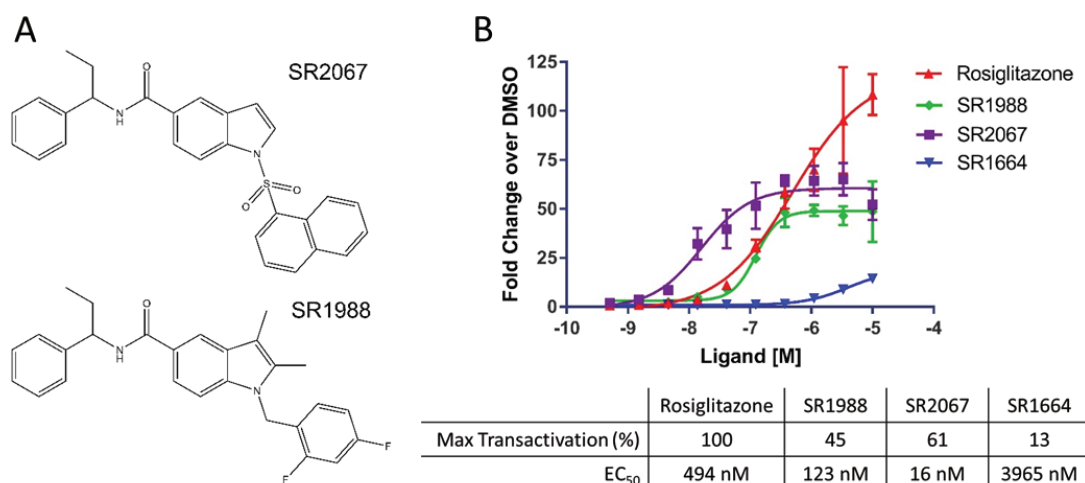 A
SR2067
O
N
H
N
S
O
O
SR1988
O
N
H
N
F
F
B
Fold Change over DMSO
125
100
75
50
25
0
-10 -9 -8 -7 -6 -5 -4
Ligand [M]
Rosiglitazone
SR1988
SR2067
SR1664
Rosiglitazone SR1988 SR2067 SR1664
Max Transactivation (%) 100 45 61 13
EC50 494 nM 123 nM 16 nM 3965 nM